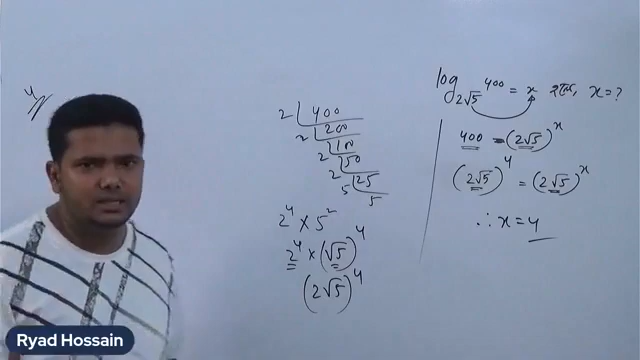 4
log_{2√5} 400 = x হলে, x = ?
400 = (2√5)^x
(2√5)^4 = (2√5)^x
∴ x = 4
2 | 400
2 | 200
2 | 100
2 | 50
5 | 25
5
2^4 × 5^2
2^4 × (√5)^4
(2√5)^4
Ryad Hossain